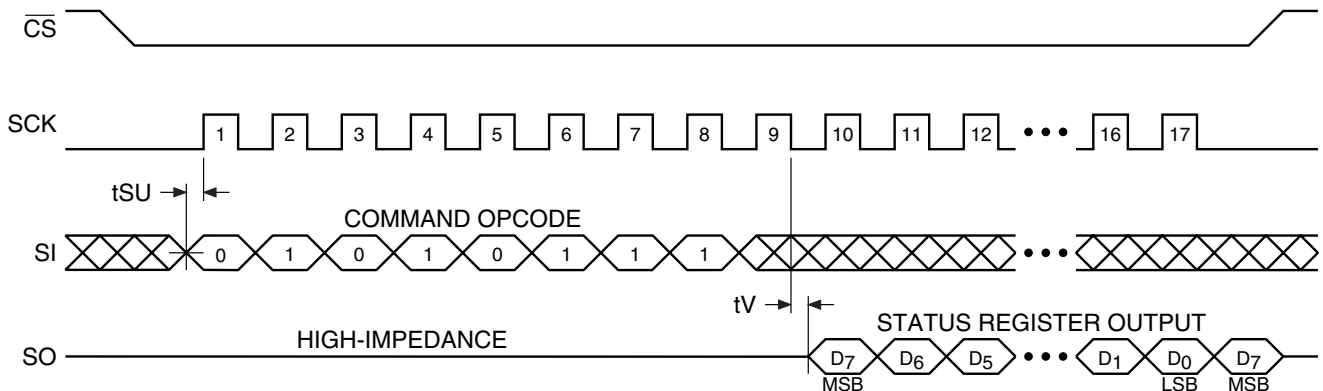 CS
SCK
1 2 3 4 5 6 7 8 9 10 11 12 ••• 16 17
tSU
COMMAND OPCODE
SI
0 1 0 1 0 1 1 1 •••
tV
HIGH-IMPEDANCE
STATUS REGISTER OUTPUT
SO
D7 D6 D5 ••• D1 D0 D7
MSB LSB MSB